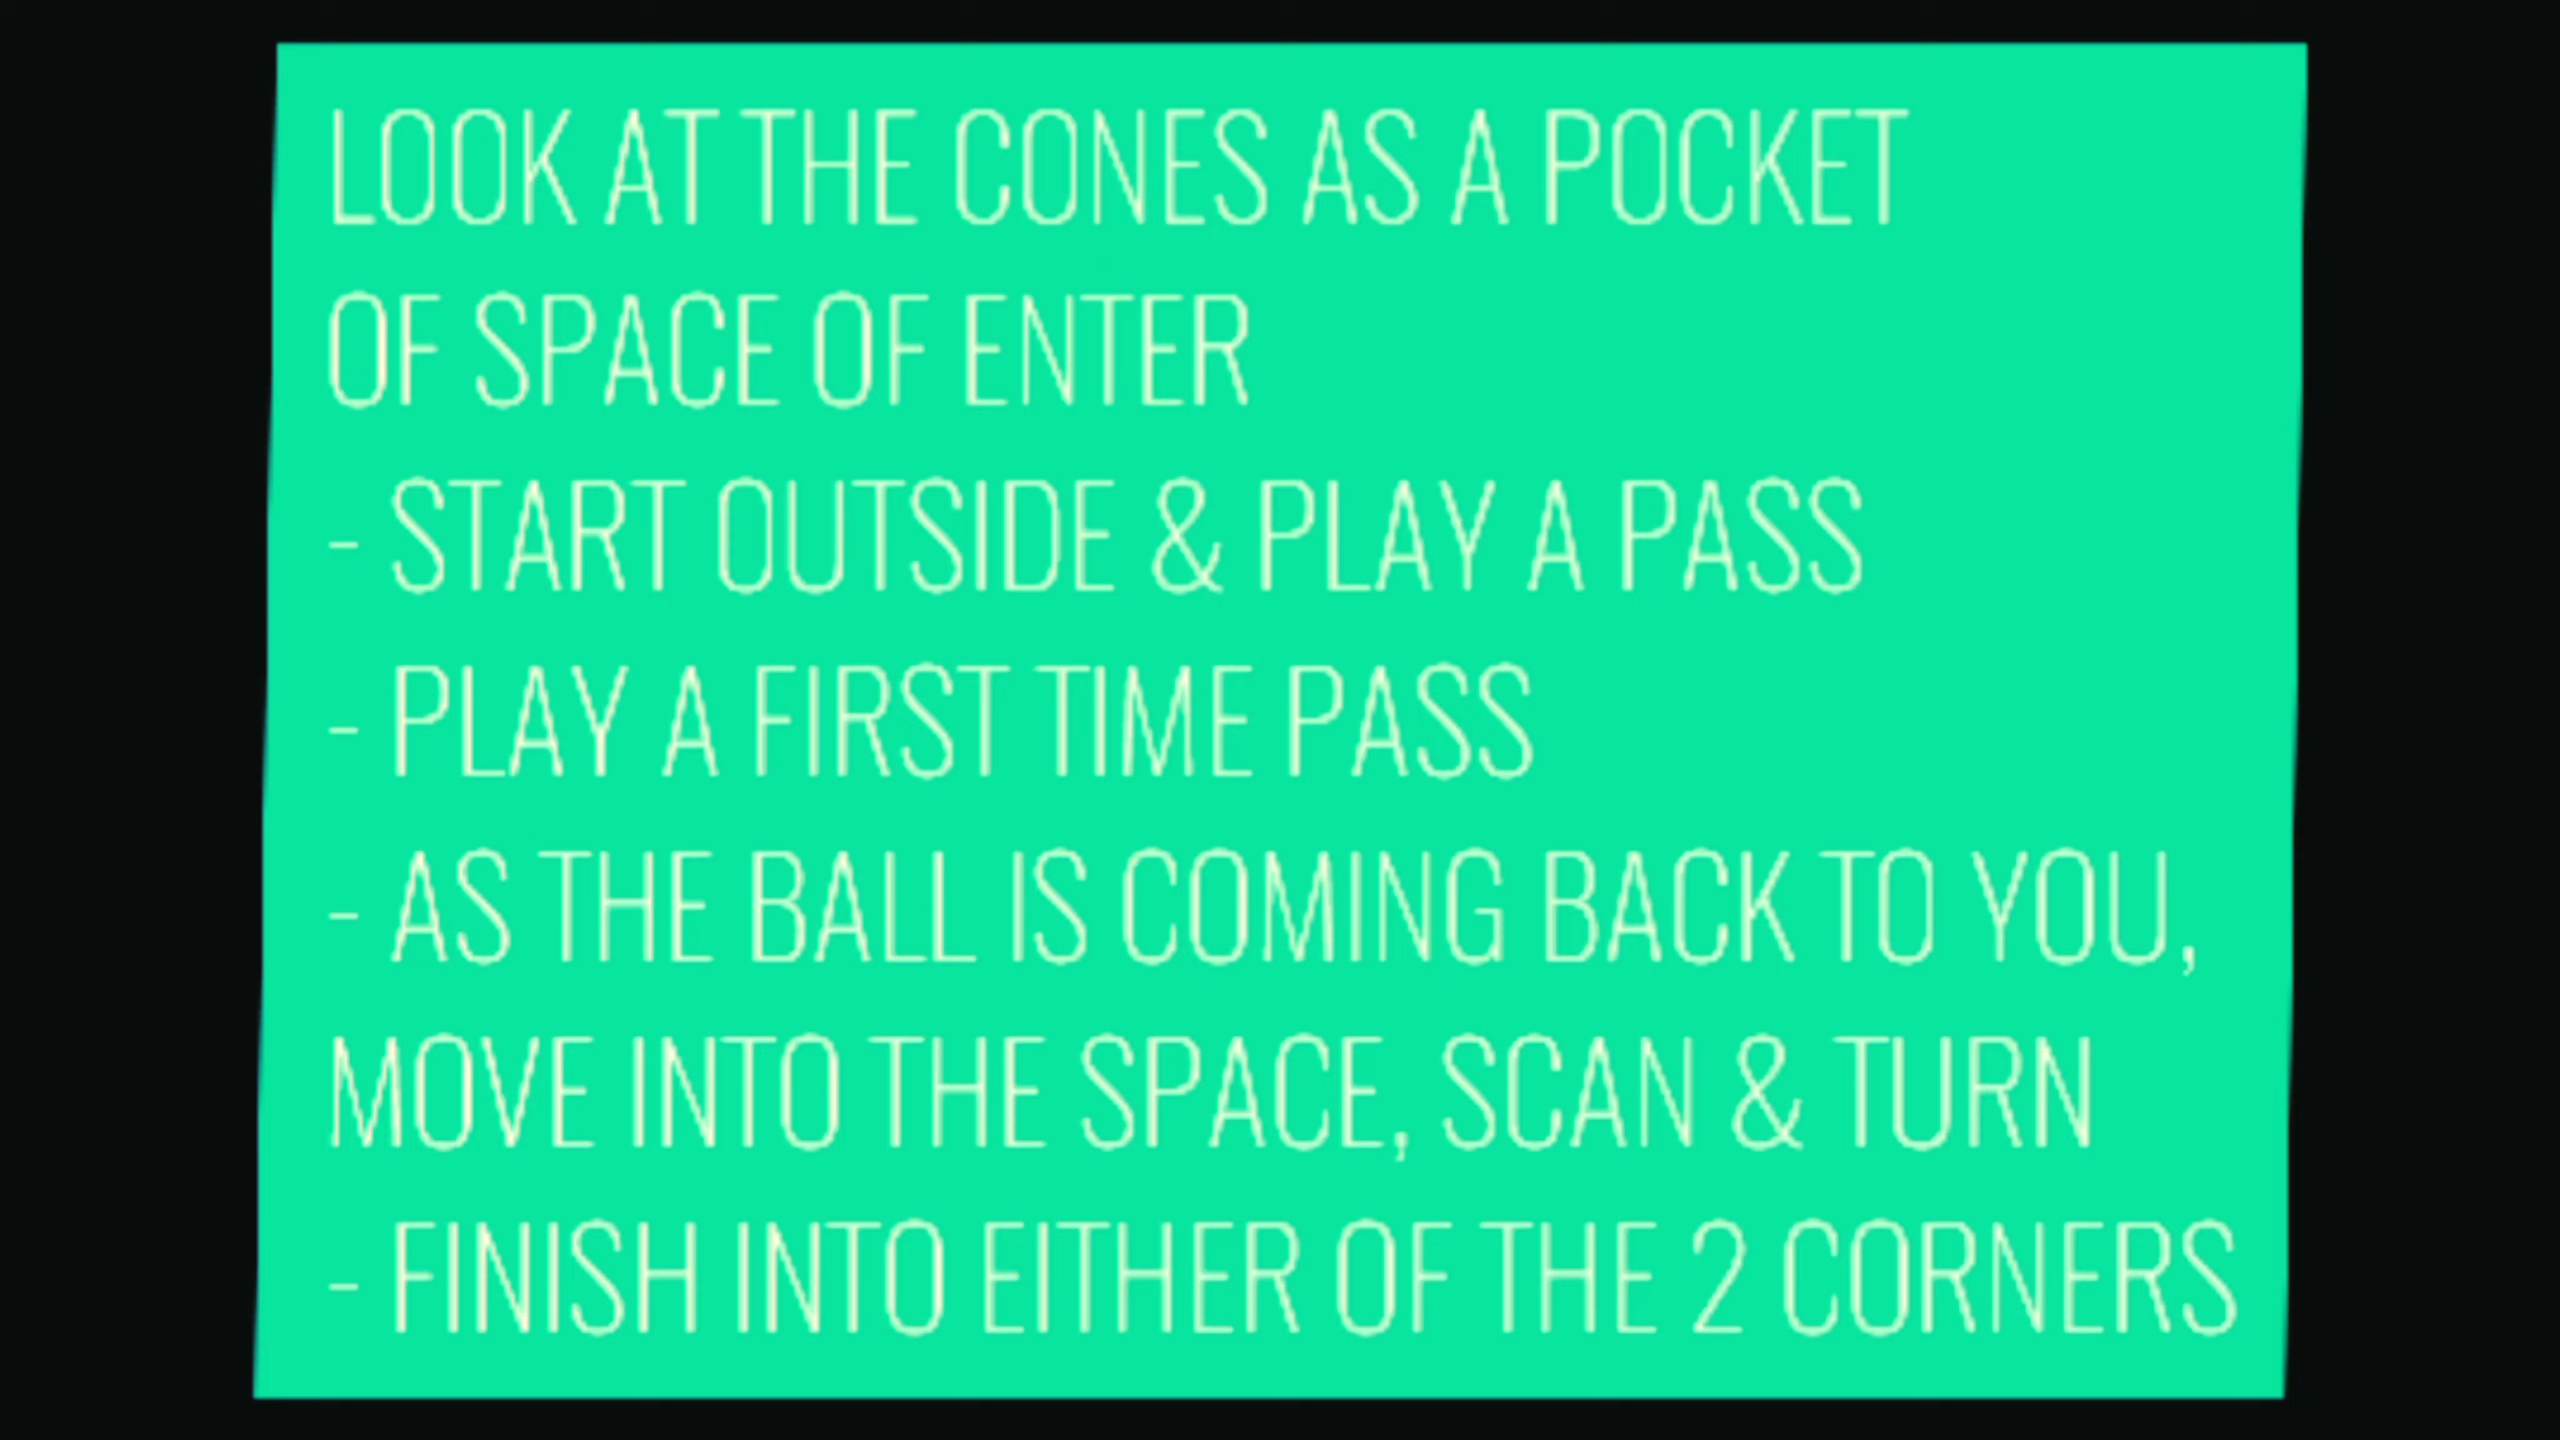 LOOK AT THE CONES AS A POCKET
OF SPACE OF ENTER
- START OUTSIDE & PLAY A PASS
- PLAY A FIRST TIME PASS
- AS THE BALL IS COMING BACK TO YOU,
MOVE INTO THE SPACE, SCAN & TURN
- FINISH INTO EITHER OF THE 2 CORNERS